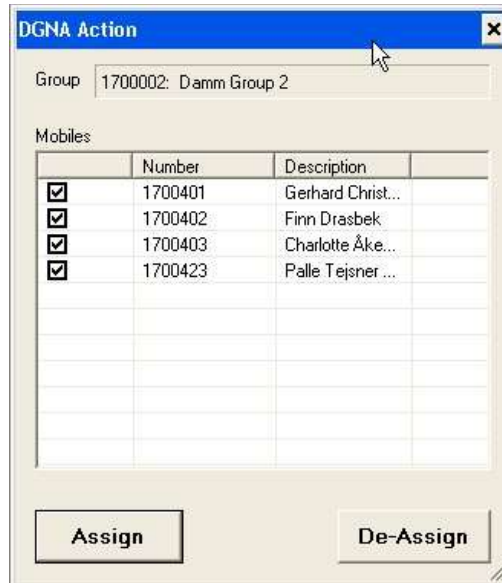 DGNA Action
Group 1700002: Damm Group 2
Mobiles
Number Description
1700401 Gerhard Christ...
1700402 Finn Drasbek
1700403 Charlotte Åke...
1700423 Palle Tejsner ...
Assign De-Assign